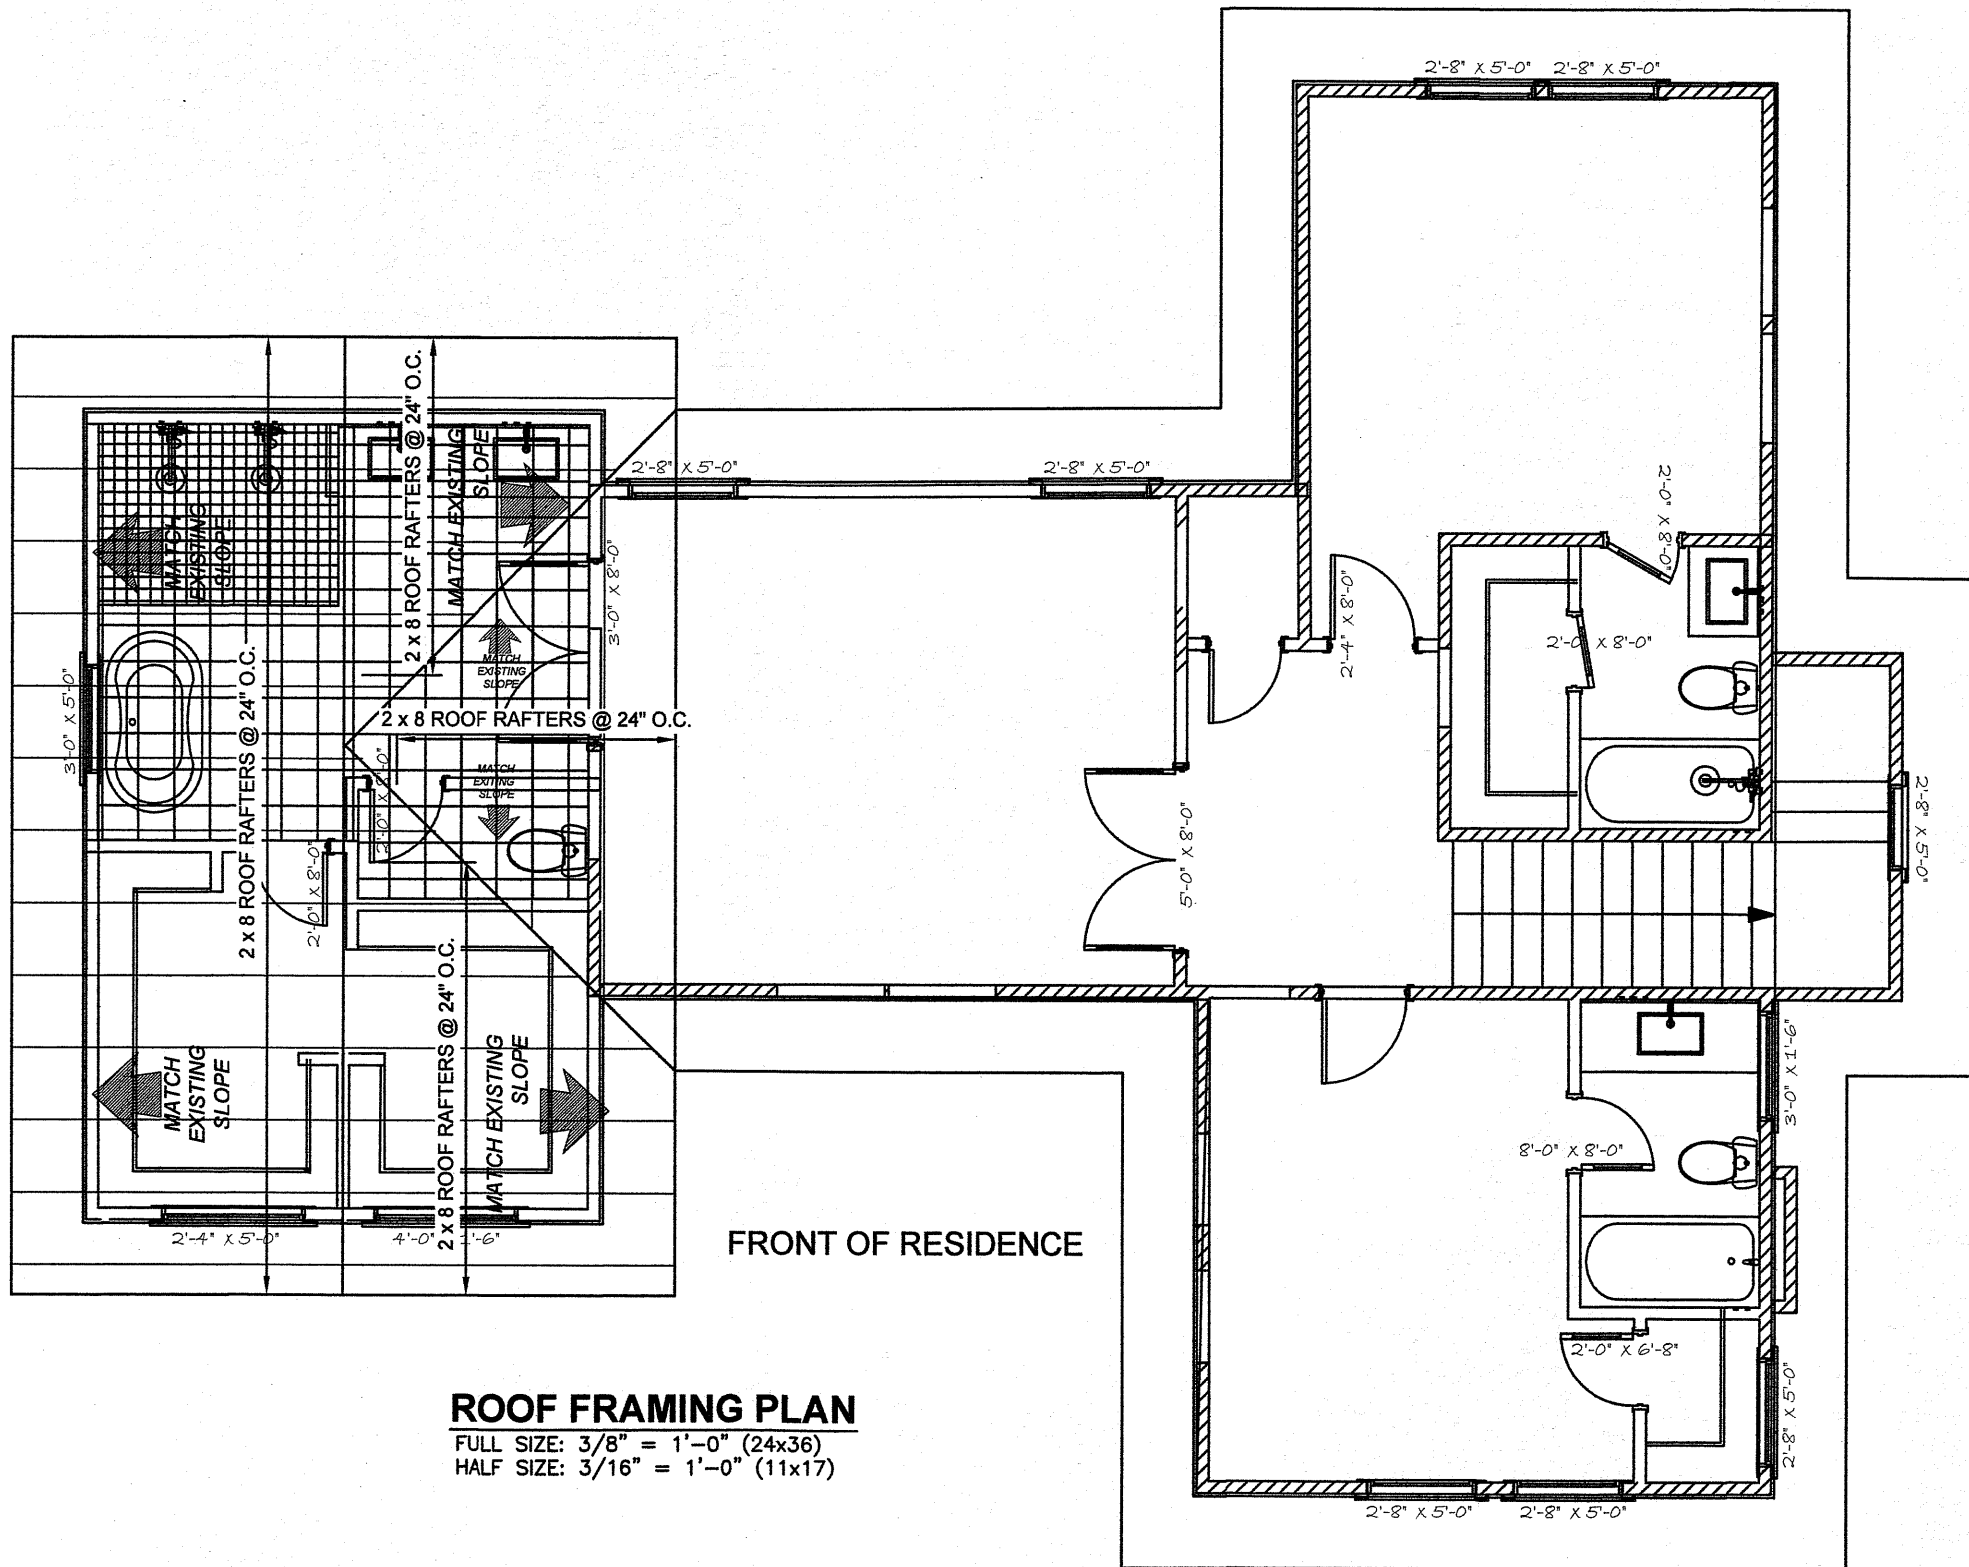 2'-8" X 5'-0"
2'-8" X 5'-0"
2'-8" X 5'-0"
2'-8" X 5'-0"
2 x 8 ROOF RAFTERS @ 24" O.C.
MATCH EXISTING
SLOPE
MATCH
EXISTING
SLOPE
2 x 8 ROOF RAFTERS @ 24" O.C.
3'-0" X 8'-0"
MATCH
EXISTING
SLOPE
2'-0" X 8'-0"
2'-4" X 8'-0"
2'-0" X 8'-0"
3'-0" X 5'-0"
2 x 8 ROOF RAFTERS @ 24" O.C.
MATCH
EXITING
SLOPE
2'-0" X 8'-0"
5'-0" X 8'-0"
2'-8" X 5'-0"
2'-0" X 8'-0"
2 x 8 ROOF RAFTERS @ 24" O.C.
MATCH
EXISTING
SLOPE
MATCH EXISTING
SLOPE
3'-0" X 1'-6"
8'-0" X 8'-0"
2'-4" X 5'-0"
4'-0" 1'-6"
FRONT OF RESIDENCE
2'-0" X 6'-8"
2'-8" X 5'-0"
ROOF FRAMING PLAN
FULL SIZE: 3/8" = 1'-0" (24x36)
HALF SIZE: 3/16" = 1'-0" (11x17)
2'-8" X 5'-0"
2'-8" X 5'-0"